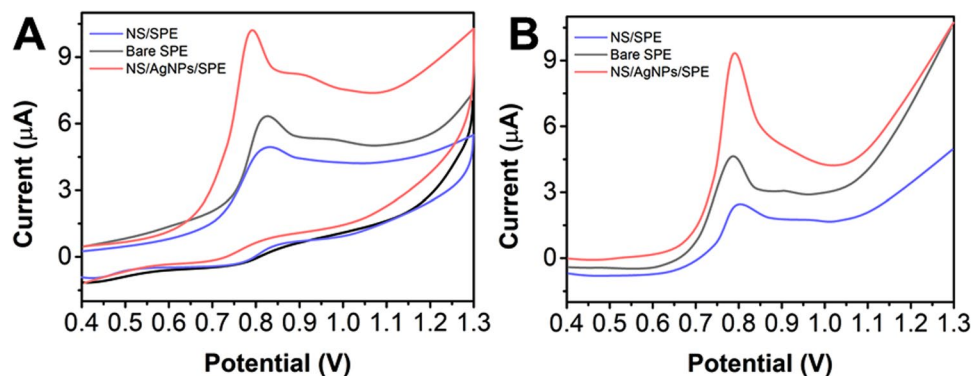 A
NS/SPE
Bare SPE
NS/AgNPs/SPE
9
6
3
0
Current (μA)
0.4 0.5 0.6 0.7 0.8 0.9 1.0 1.1 1.2 1.3
Potential (V)
B
NS/SPE
Bare SPE
NS/AgNPs/SPE
9
6
3
0
Current (μA)
0.4 0.5 0.6 0.7 0.8 0.9 1.0 1.1 1.2 1.3
Potential (V)